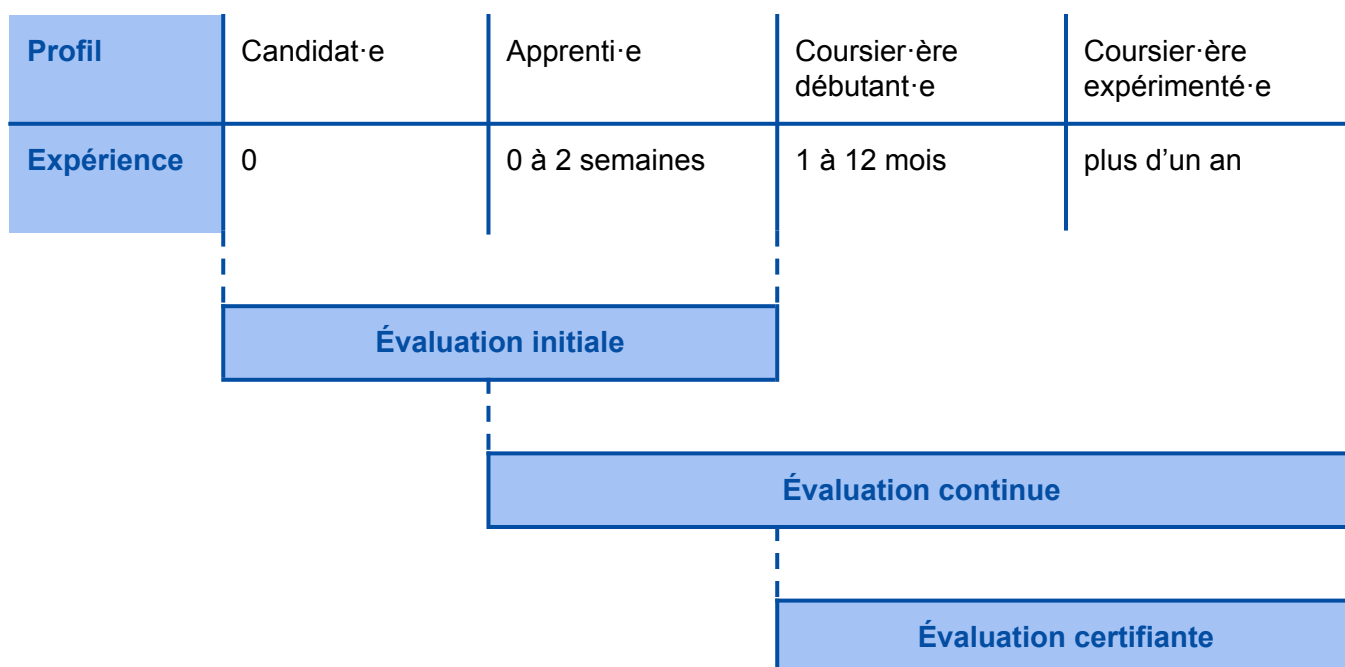 Profil
Candidat·e
Apprenti·e
Coursier·ère
débutant·e
Coursier·ère
expérimenté·e
Expérience
0
0 à 2 semaines
1 à 12 mois
plus d’un an
Évaluation initiale
Évaluation continue
Évaluation certifiante